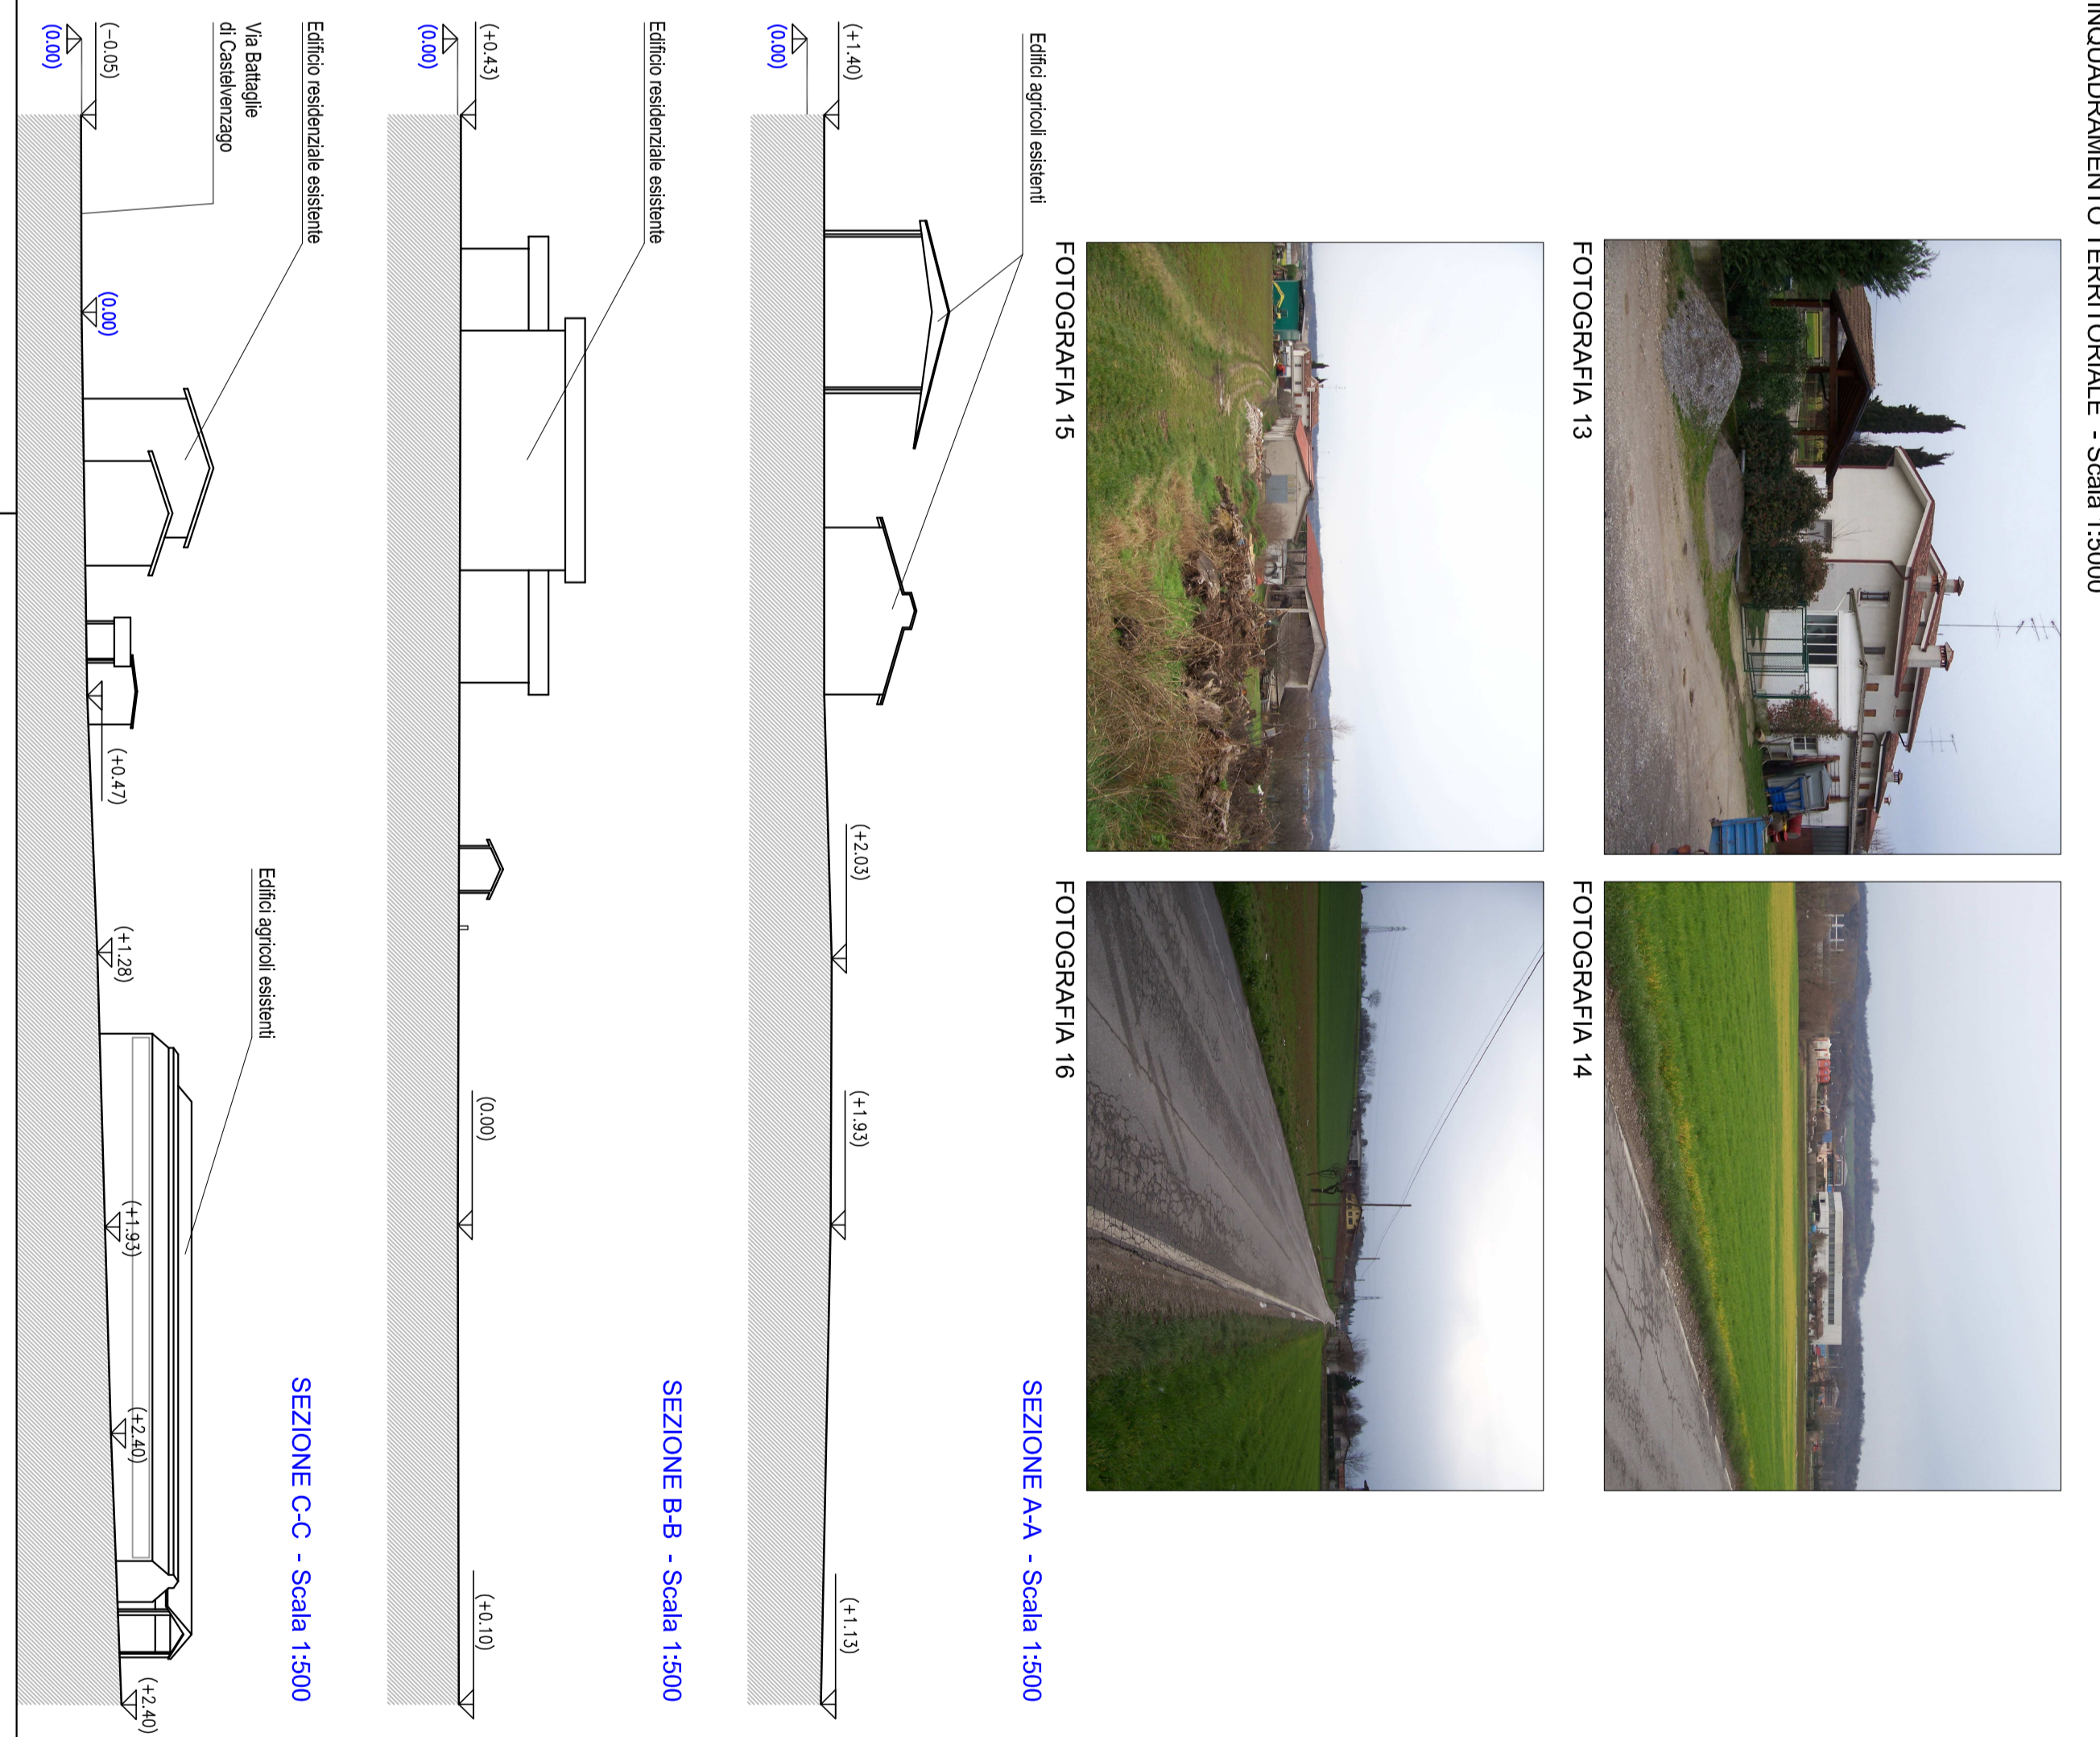 INQUADRAMENTO TERRITORIALE - Scala 1:5000
FOTOGRAFIA 13
FOTOGRAFIA 14
FOTOGRAFIA 15
FOTOGRAFIA 16
Edifici agricoli esistenti
SEZIONE A-A - Scala 1:500
(+1.40)
(0.00)
(+2.03)
(+1.93)
(+1.13)
Edificio residenziale esistente
SEZIONE B-B - Scala 1:500
(+0.43)
(0.00)
(0.00)
(+0.10)
Edificio residenziale esistente
SEZIONE C-C - Scala 1:500
Via Battaglie
di Castelvenzago
Edifici agricoli esistenti
(-0.05)
(0.00)
(0.00)
(+0.47)
(+1.28)
(+1.93)
(+2.40)
(+2.40)